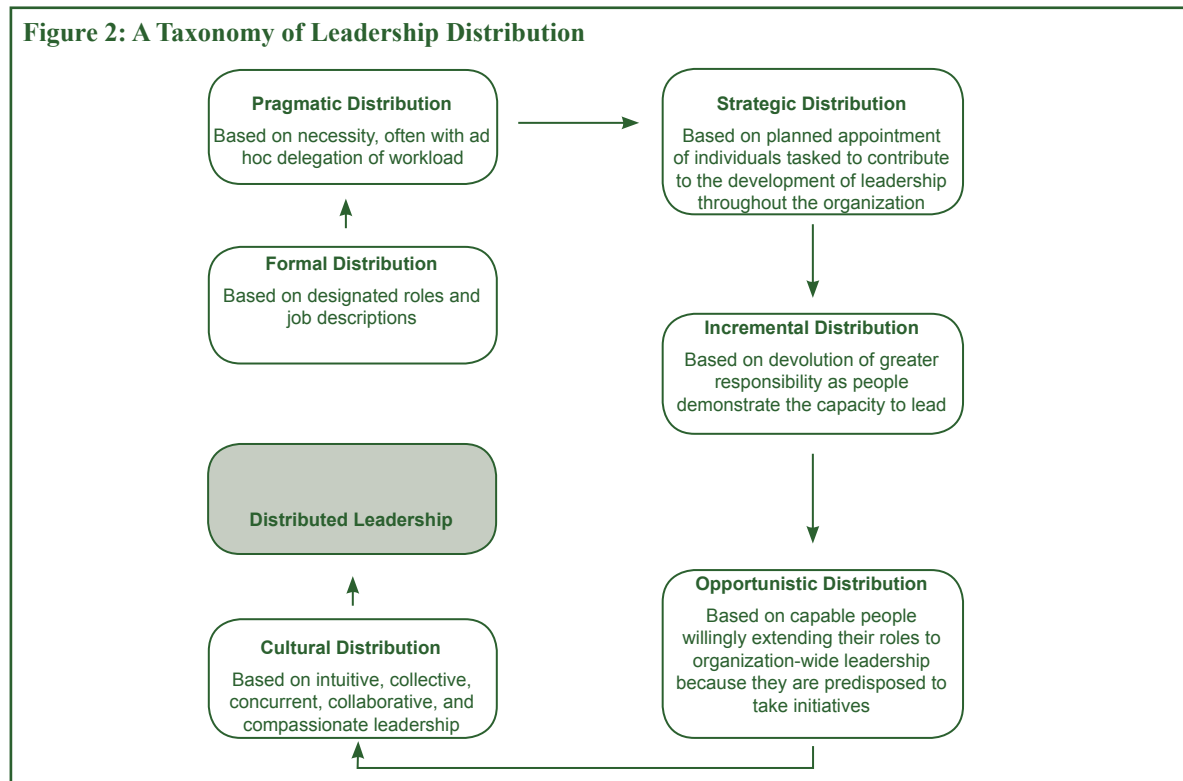 Figure 2: A Taxonomy of Leadership Distribution
Pragmatic Distribution
Based on necessity, often with ad
hoc delegation of workload
Strategic Distribution
Based on planned appointment
of individuals tasked to contribute
to the development of leadership
throughout the organization
Formal Distribution
Based on designated roles and
job descriptions
Incremental Distribution
Based on devolution of greater
responsibility as people
demonstrate the capacity to lead
Distributed Leadership
Opportunistic Distribution
Based on capable people
willingly extending their roles to
organization-wide leadership
because they are predisposed to
take initiatives
Cultural Distribution
Based on intuitive, collective,
concurrent, collaborative, and
compassionate leadership